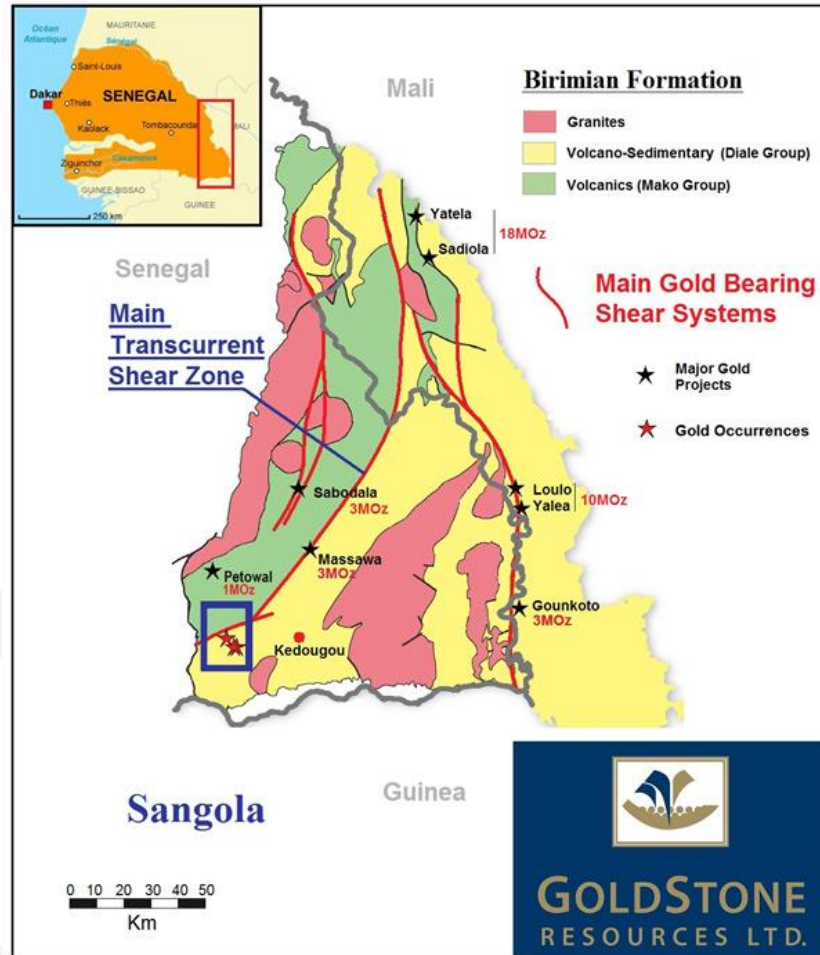 Océan
Atlantique
MAURITANIE
Sénégal
Saint-Louis
Dakar
Thiés
SENEGAL
Kaolack
Tombacounda
MALI
Ziguinchor
Casamance
GUINEE-BISSAO
GUINEE
250 km
Mali
Senegal
Guinea
Birimian Formation
Granites
Volcano-Sedimentary (Diale Group)
Volcanics (Mako Group)
Main Gold Bearing
Shear Systems
Major Gold
Projects
Gold Occurrences
Main
Transcurrent
Shear Zone
Yatela
Sadiola
18MOz
Sabodala
3MOz
Massawa
3MOz
Petowal
1MOz
Kedougou
Loulo
Yalea
10MOz
Gounkoto
3MOz
Sangola
0 10 20 30 40 50
Km
GOLDSTONE
RESOURCES LTD.